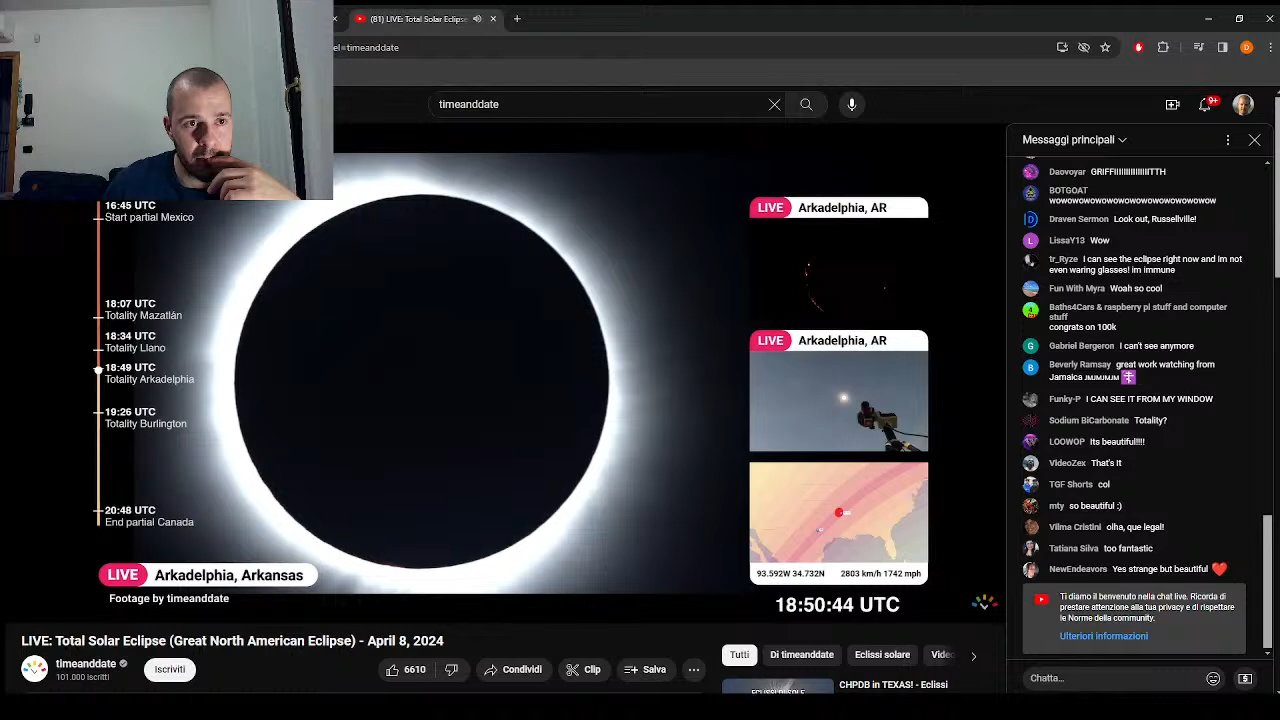 (81) LIVE: Total Solar Eclipse
el=timeanddate
timeanddate
9+
16:45 UTC
Start partial Mexico
18:07 UTC
Totality Mazatlán
18:34 UTC
Totality Llano
18:49 UTC
Totality Arkadelphia
19:26 UTC
Totality Burlington
20:48 UTC
End partial Canada
LIVE Arkadelphia, Arkansas
Footage by timeanddate
LIVE Arkadelphia, AR
LIVE Arkadelphia, AR
93.592W 34.732N 2803 km/h 1742 mph
18:50:44 UTC
LIVE: Total Solar Eclipse (Great North American Eclipse) - April 8, 2024
timeanddate
101.000 iscritti
Iscriviti
6610
Condividi
Clip
Salva
Tutti
Di timeanddate
Eclissi solare
Video
CHPDB in TEXAS! - Eclissi
Messaggi principali
Daovoyar GRIFFIIIIIIIIIIIIIITTH
BOTGOAT
wowowowowowowowowowowowowow
Draven Sermon Look out, Russellville!
LissaY13 Wow
tr_Ryze I can see the eclipse right now and im not
even waring glasses! im immune
Fun With Myra Woah so cool
Baths4Cars & raspberry pi stuff and computer
stuff
congrats on 100k
Gabriel Bergeron I can't see anymore
Beverly Ramsay great work watching from
Jamaica
Funky-P I CAN SEE IT FROM MY WINDOW
Sodium BiCarbonate Totality?
LOOWOP Its beautiful!!!!
VideoZex That's It
TGF Shorts col
mty so beautiful :)
Vilma Cristini olha, que legal!
Tatiana Silva too fantastic
NewEndeavors Yes strange but beautiful
Ti diamo il benvenuto nella chat live. Ricorda di
prestare attenzione alla tua privacy e di rispettare
le Norme della community.
Ulteriori informazioni
Chatta...